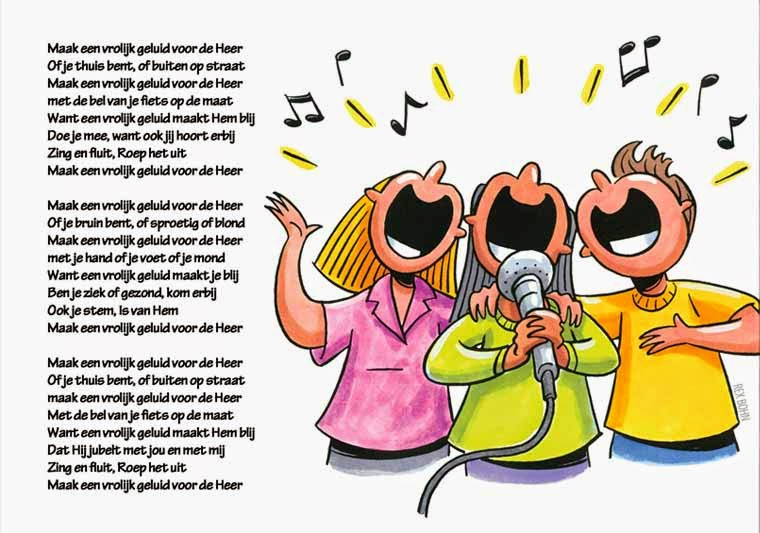 Maak een vrolijk geluid voor de Heer
Of je thuis bent, of buiten op straat
Maak een vrolijk geluid voor de Heer
met de bel van je fiets op de maat
Want een vrolijk geluid maakt Hem blij
Doe je mee, want ook jij hoort erbij
Zing en fluit, Roep het uit
Maak een vrolijk geluid voor de Heer

Maak een vrolijk geluid voor de Heer
Of je bruin bent, of sproetig of blond
Maak een vrolijk geluid voor de Heer
met je hand of je voet of je mond
Want een vrolijk geluid maakt je blij
Ben je ziek of gezond, kom erbij
Ook je stem, Is van Hem
Maak een vrolijk geluid voor de Heer

Maak een vrolijk geluid voor de Heer
Of je thuis bent, of buiten op straat
maak een vrolijk geluid voor de Heer
Met de bel van je fiets op de maat
Want een vrolijk geluid maakt Hem blij
Dat Hij jubelt met jou en met mij
Zing en fluit, Roep het uit
Maak een vrolijk geluid voor de Heer
REX BOHN